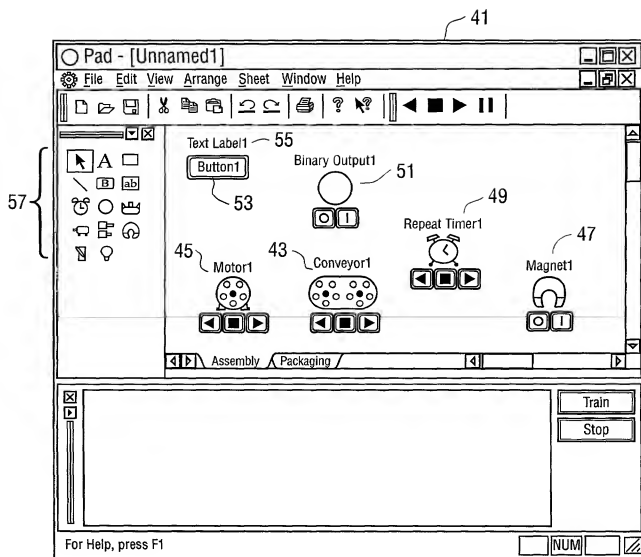 41
Pad - [Unnamed1]
File Edit View Arrange Sheet Window Help
? ?
Text Label1 55
Button1
53
Binary Output1
51
O I
49
Repeat Timer1
57
A
B ab
45
Motor1
43
Conveyor1
47
Magnet1
O I
Assembly Packaging
Train
Stop
For Help, press F1
NUM